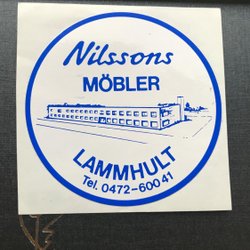 Nilssons
MÖBLER
LAMMHULT
Tel. 0472-600 41